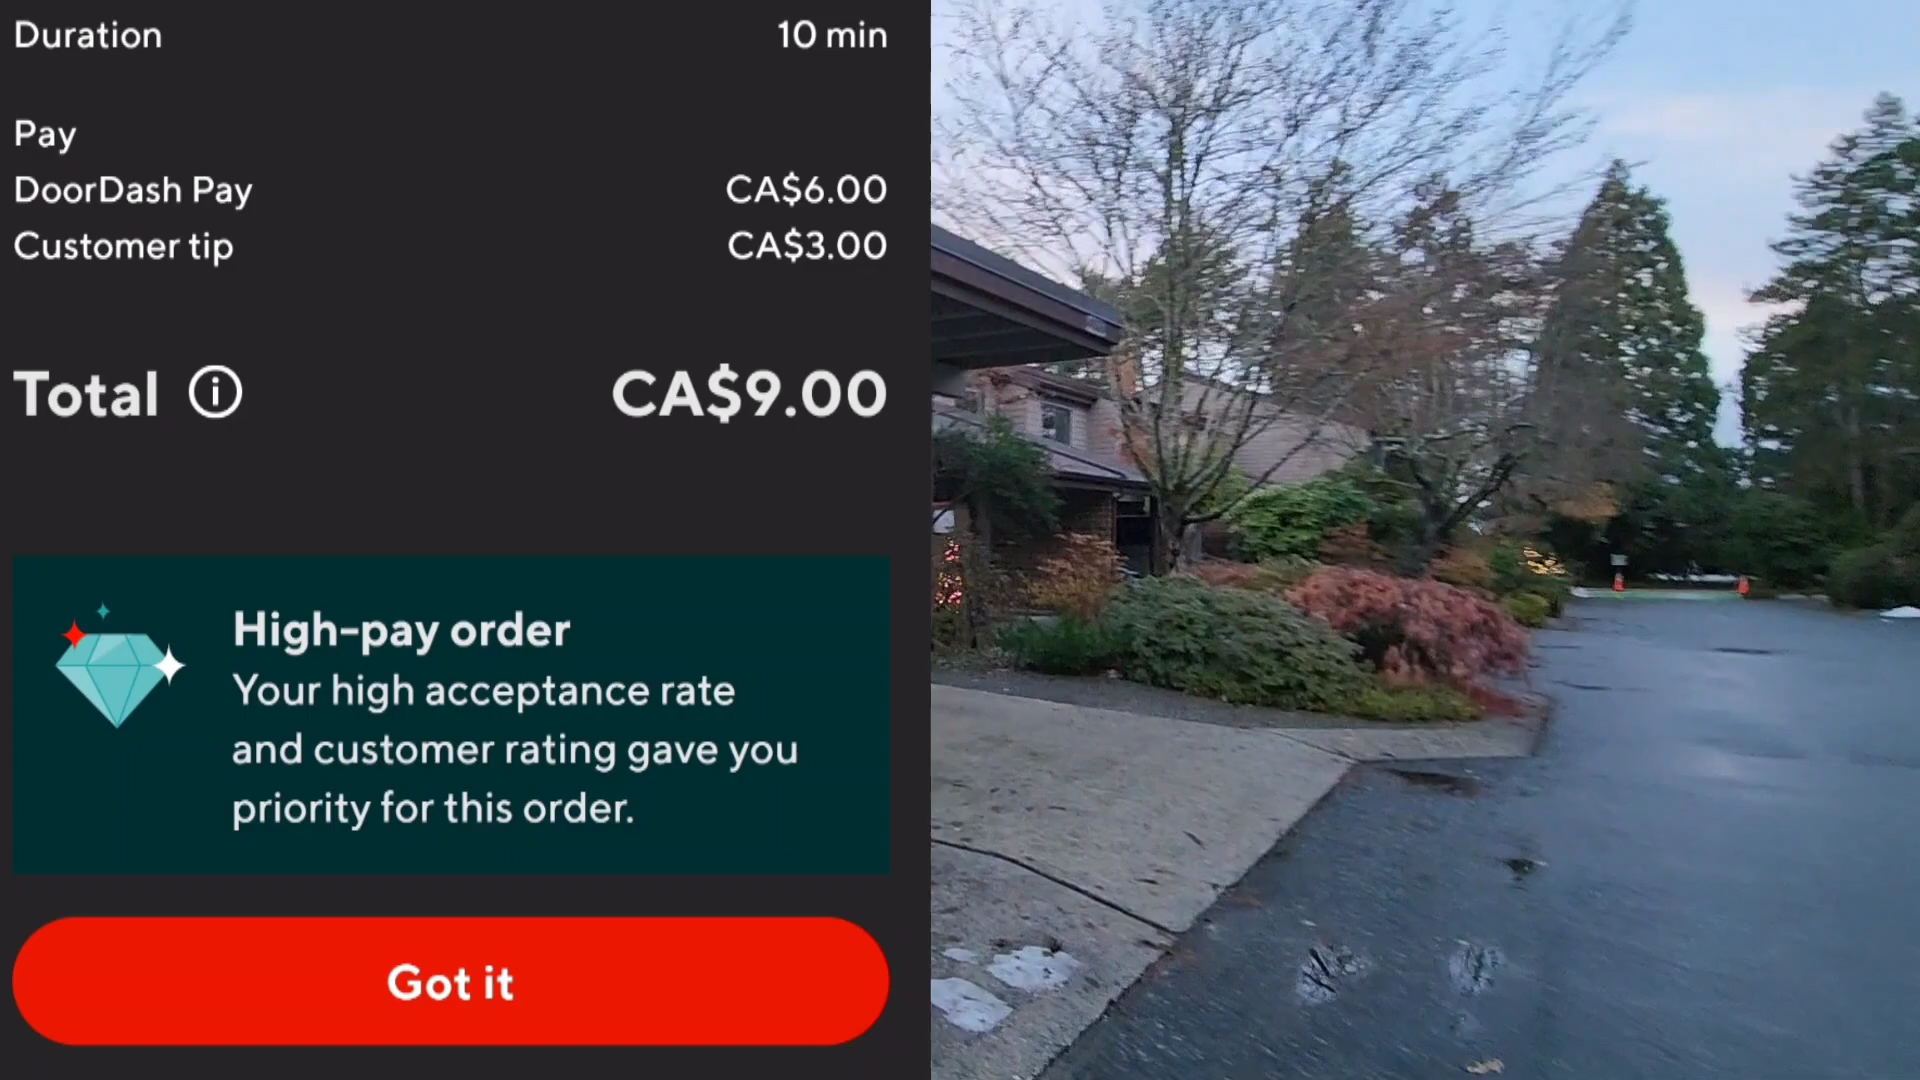 Duration 10 min
Pay
DoorDash Pay CA$6.00
Customer tip CA$3.00
Total CA$9.00
High-pay order
Your high acceptance rate
and customer rating gave you
priority for this order.
Got it